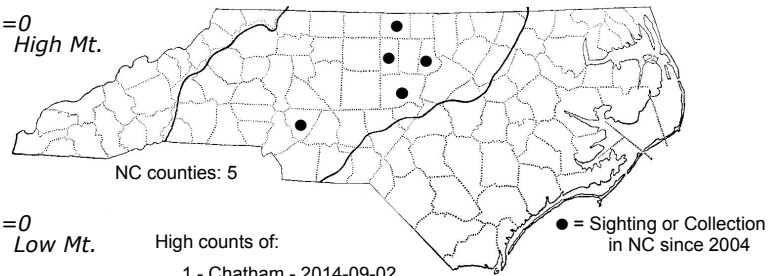 =0
High Mt.
NC counties: 5
● = Sighting or Collection
in NC since 2004
=0
Low Mt.
High counts of:
1 - Chatham - 2014-09-02